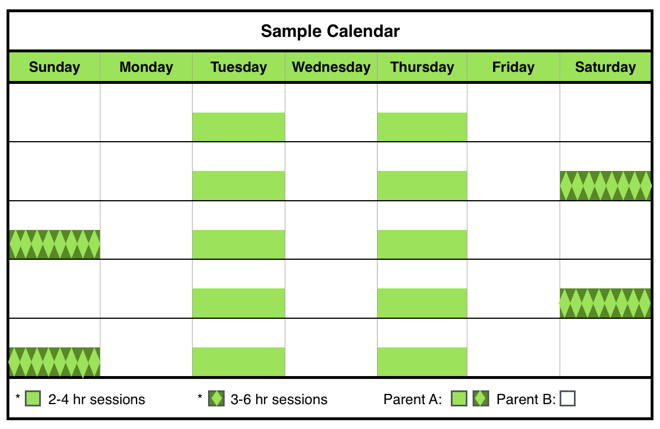 Sample Calendar
Sunday Monday Tuesday Wednesday Thursday Friday Saturday
* 2-4 hr sessions * 3-6 hr sessions Parent A: Parent B: